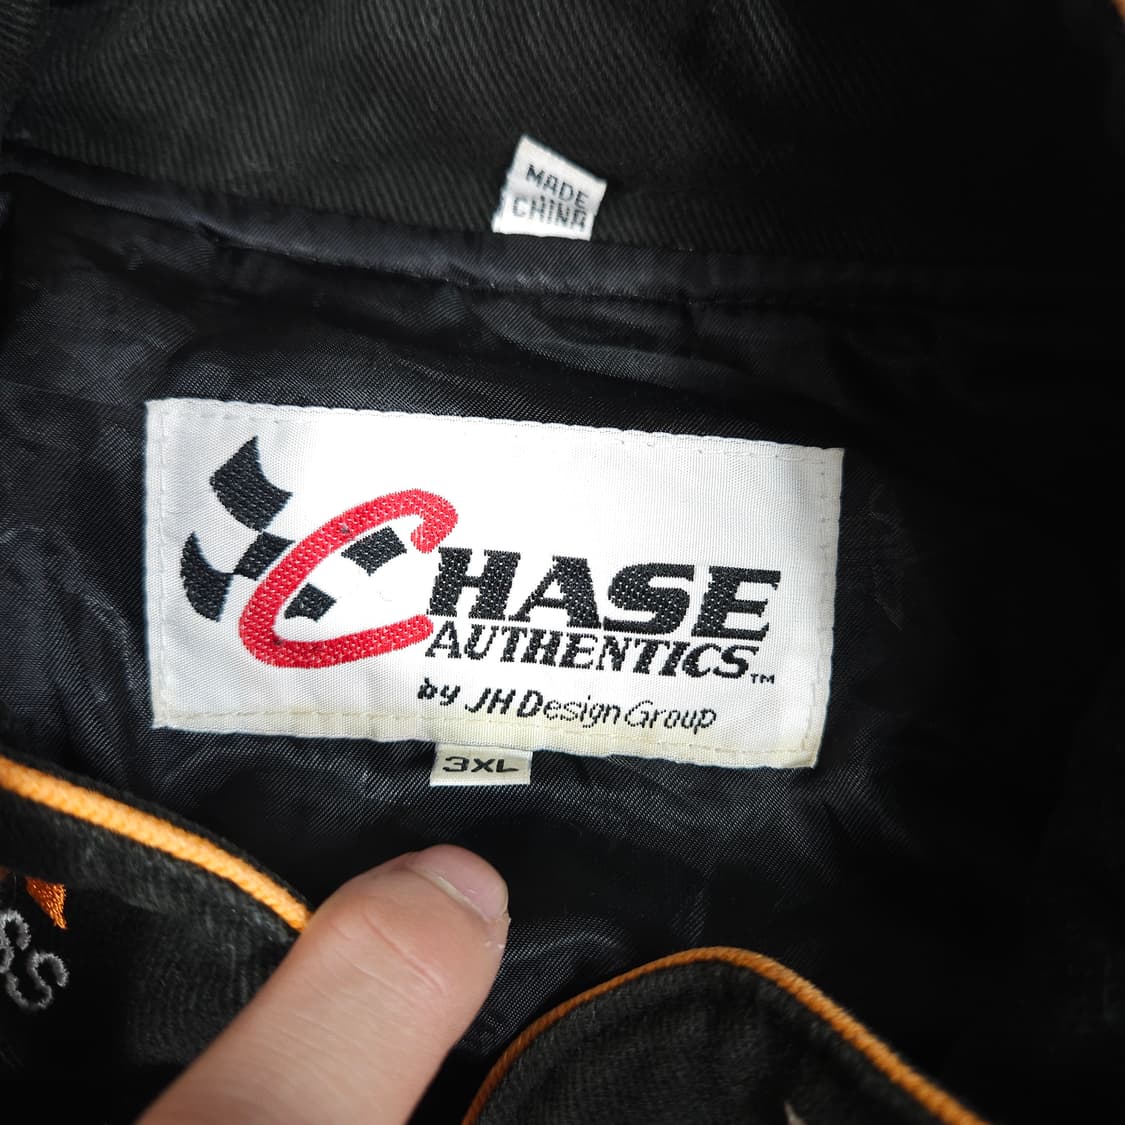 MADE
CHINA
CHASE
AUTHENTICS™
by JH Design Group
3XL